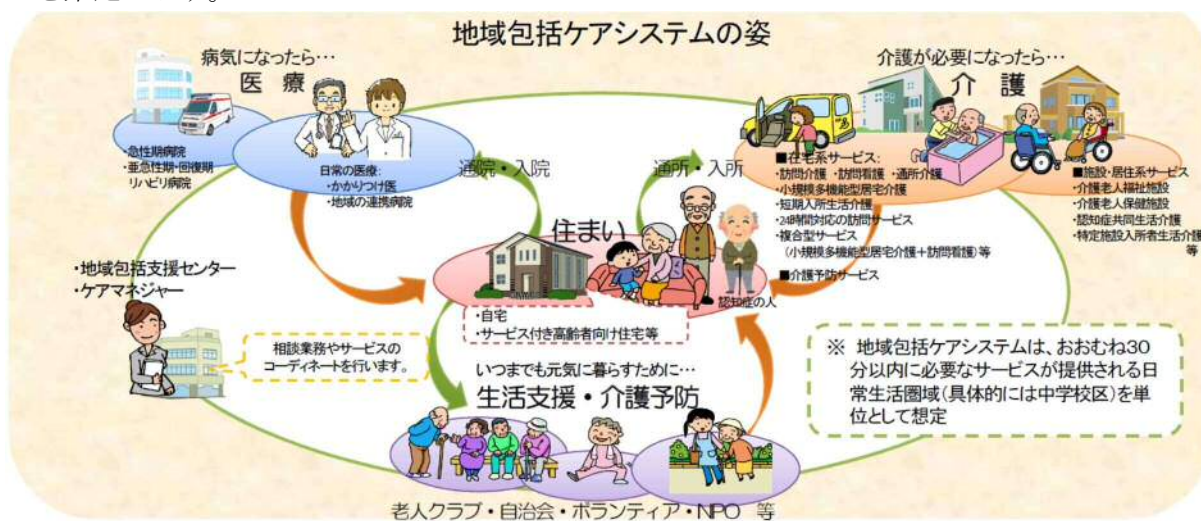 地域包括ケアシステムの姿
病気になったら…
医療
・急性期病院
・亜急性期・回復期
リハビリ病院
日常の医療:
・かかりつけ医
・地域の連携病院
通院・入院
通所・入所
介護が必要になったら…
介護
■在宅系サービス:
・訪問介護 ・訪問看護 ・通所介護
・小規模多機能型居宅介護
・短期入所生活介護
・24時間対応の訪問サービス
・複合型サービス
(小規模多機能型居宅介護+訪問看護)等
■介護予防サービス
■施設・居住系サービス
・介護老人福祉施設
・介護老人保健施設
・認知症共同生活介護
・特定施設入所者生活介護
等
住まい
認知症の人
・自宅
・サービス付き高齢者向け住宅等
・地域包括支援センター
・ケアマネジャー
相談業務やサービスの
コーディネートを行います。
いつまでも元気に暮らすために…
生活支援・介護予防
老人クラブ・自治会・ボランティア・NPO 等
※ 地域包括ケアシステムは、おおむね30
分以内に必要なサービスが提供される日
常生活圏域(具体的には中学校区)を単
位として想定